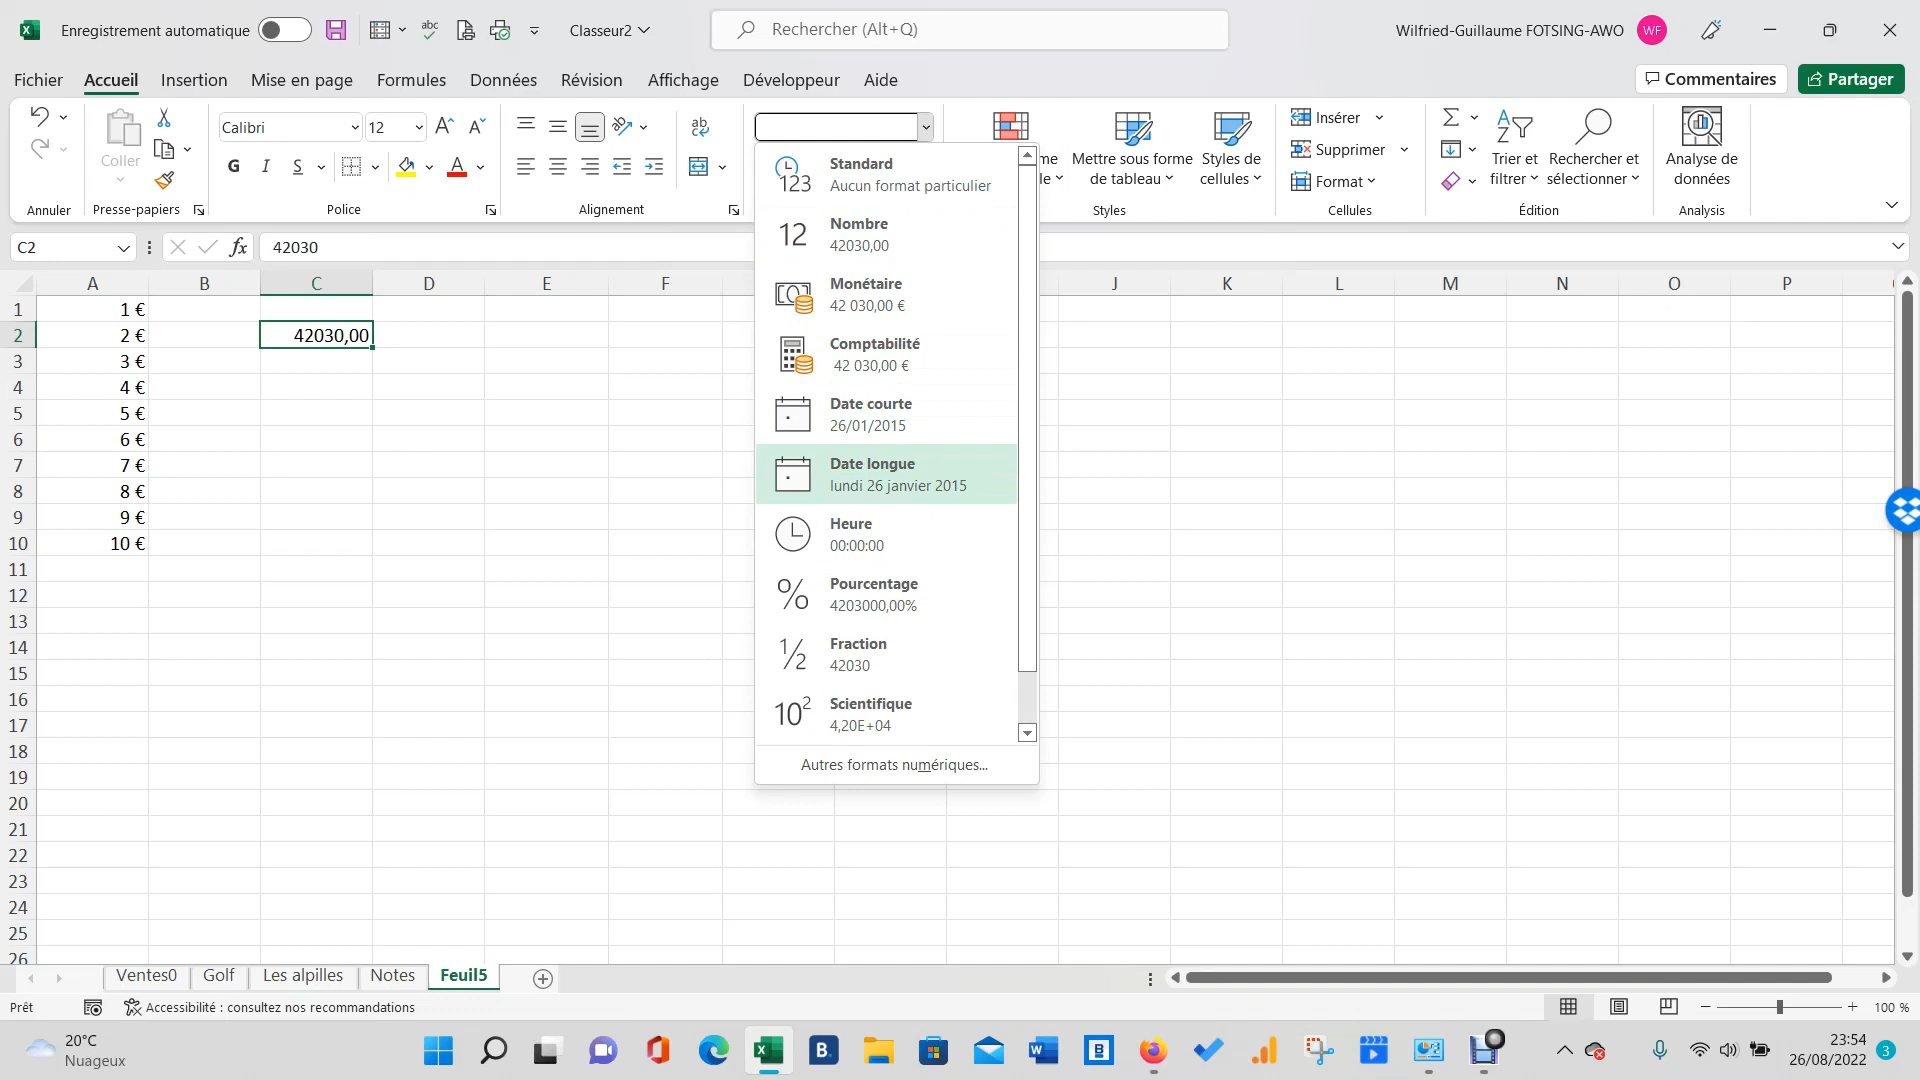 Enregistrement automatique
abc
Classeur2
Rechercher (Alt+Q)
Wilfried-Guillaume FOTSING-AWO
WF
Fichier
Accueil
Insertion
Mise en page
Formules
Données
Révision
Affichage
Développeur
Aide
Commentaires
Partager
Coller
Annuler
Presse-papiers
Calibri
12
A A
G I S A
Police
ab
Alignement
me
le
Mettre sous forme
de tableau
Styles de
cellules
Styles
Insérer
Supprimer
Format
Cellules
Trier et
filtrer
Rechercher et
sélectionner
Édition
Analyse de
données
Analysis
C2
fx
42030
Standard
123
Aucun format particulier
12
Nombre
42030,00
Monétaire
42 030,00 €
Comptabilité
42 030,00 €
Date courte
26/01/2015
Date longue
lundi 26 janvier 2015
Heure
00:00:00
%
Pourcentage
4203000,00%
½
Fraction
42030
10²
Scientifique
4,20E+04
Autres formats numériques...
A B C D E F J K L M N O P
1 1 €
2 2 € 42030,00
3 3 €
4 4 €
5 5 €
6 6 €
7 7 €
8 8 €
9 9 €
10 10 €
11
12
13
14
15
16
17
18
19
20
21
22
23
24
25
26
Ventes0
Golf
Les alpilles
Notes
Feuil5
Prêt
Accessibilité : consultez nos recommandations
100 %
20°C
Nuageux
B.
W
B
23:54
26/08/2022
3